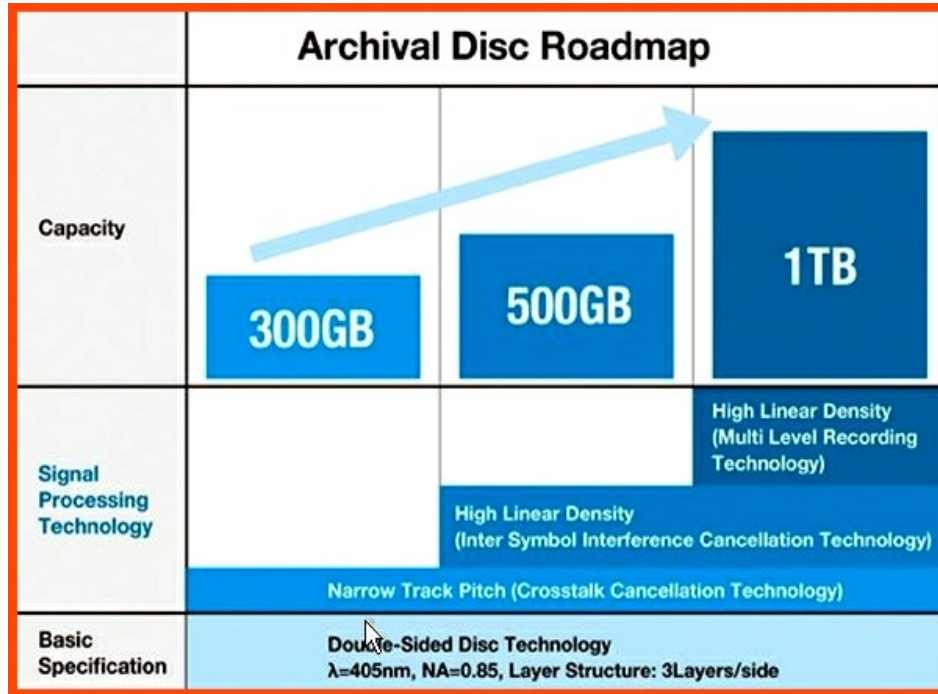 Archival Disc Roadmap
Capacity
300GB
500GB
1TB
Signal
Processing
Technology
High Linear Density
(Multi Level Recording
Technology)
High Linear Density
(Inter Symbol Interference Cancellation Technology)
Narrow Track Pitch (Crosstalk Cancellation Technology)
Basic
Specification
Double-Sided Disc Technology
λ=405nm, NA=0.85, Layer Structure: 3Layers/side